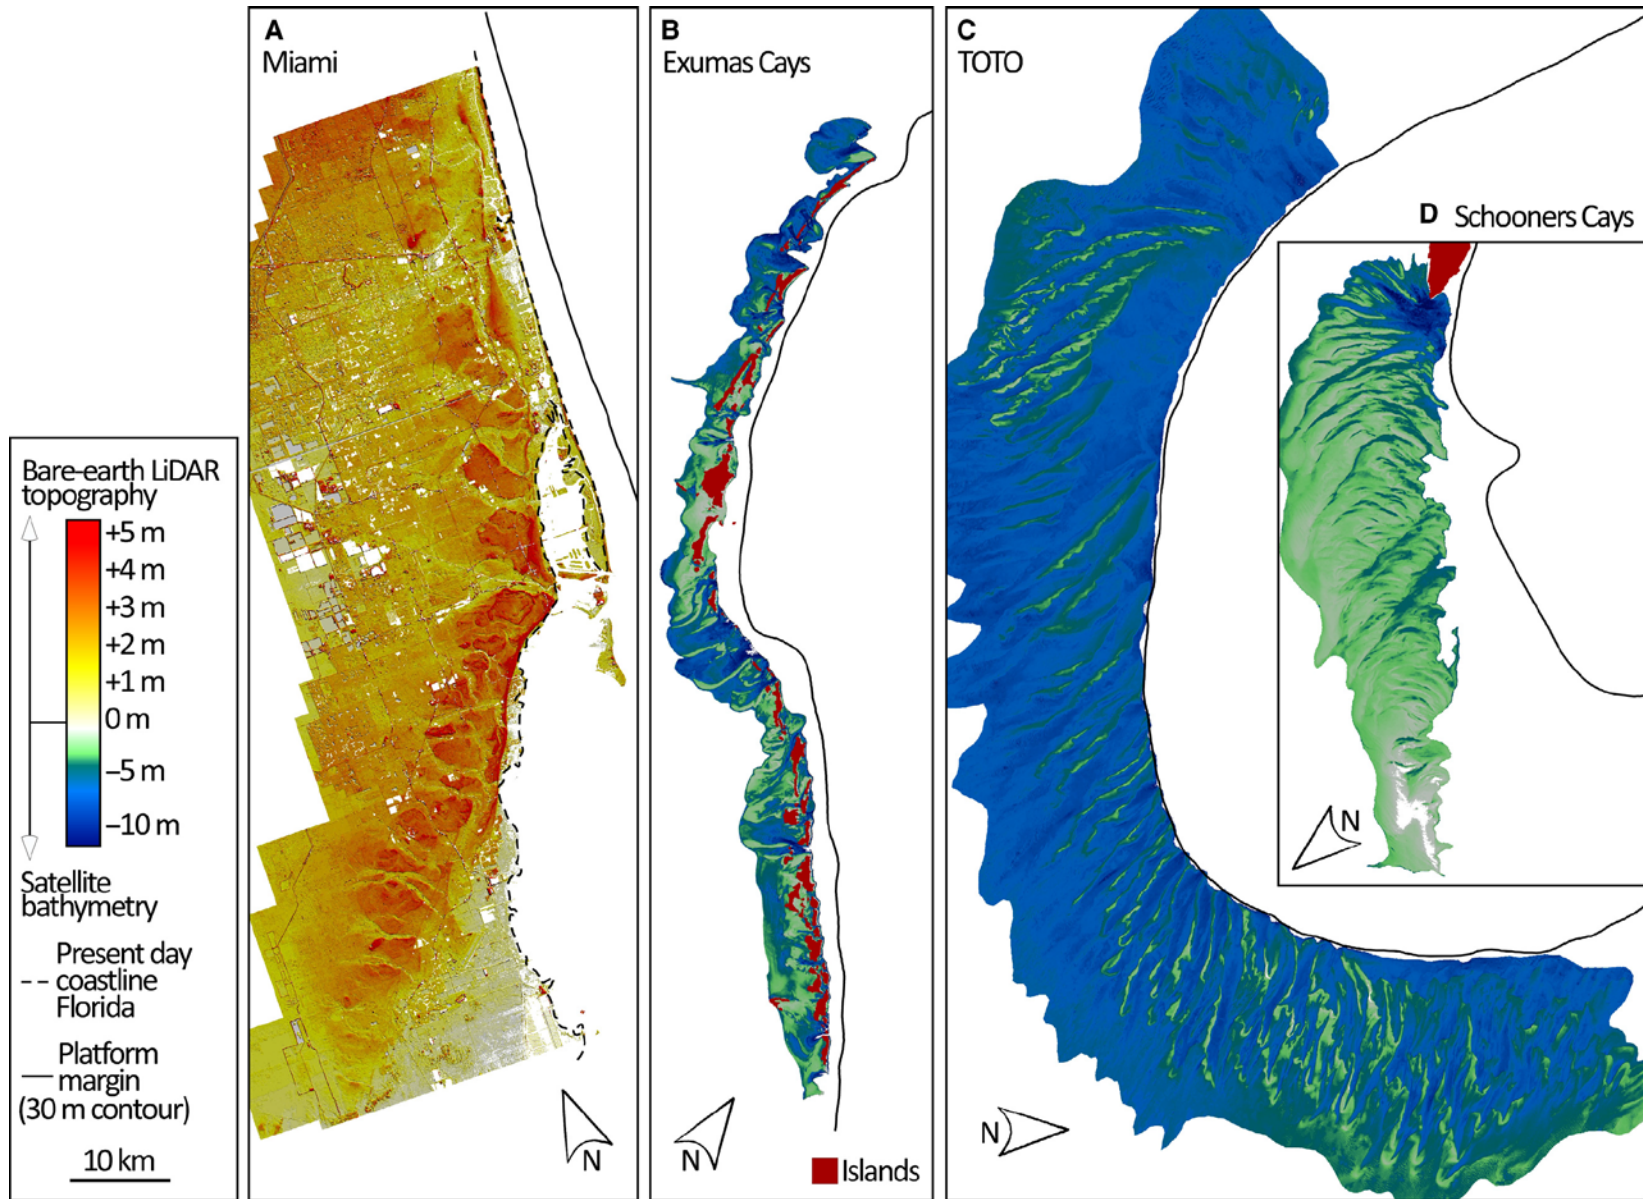 A
Miami
B
Exumas Cays
C
TOTO
D Schooners Cays
Bare-earth LiDAR
topography
+5 m
+4 m
+3 m
+2 m
+1 m
0 m
–5 m
–10 m
Satellite
bathymetry
Present day
coastline
Florida
Platform
margin
(30 m contour)
10 km
N
N
Islands
N
N